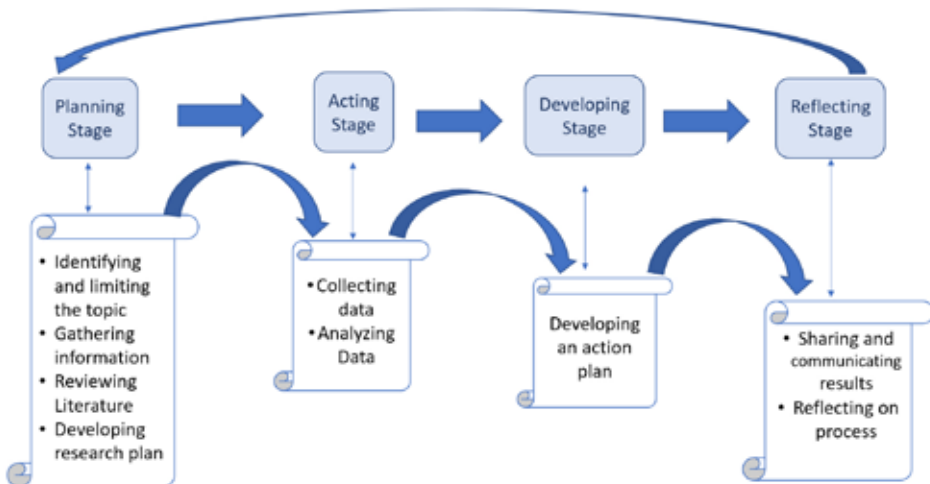 Planning
Stage
Acting
Stage
Developing
Stage
Reflecting
Stage
• Identifying
and limiting
the topic
• Gathering
information
• Reviewing
Literature
• Developing
research plan
• Collecting
data
• Analyzing
Data
Developing
an action
plan
• Sharing and
communicating
results
• Reflecting on
process